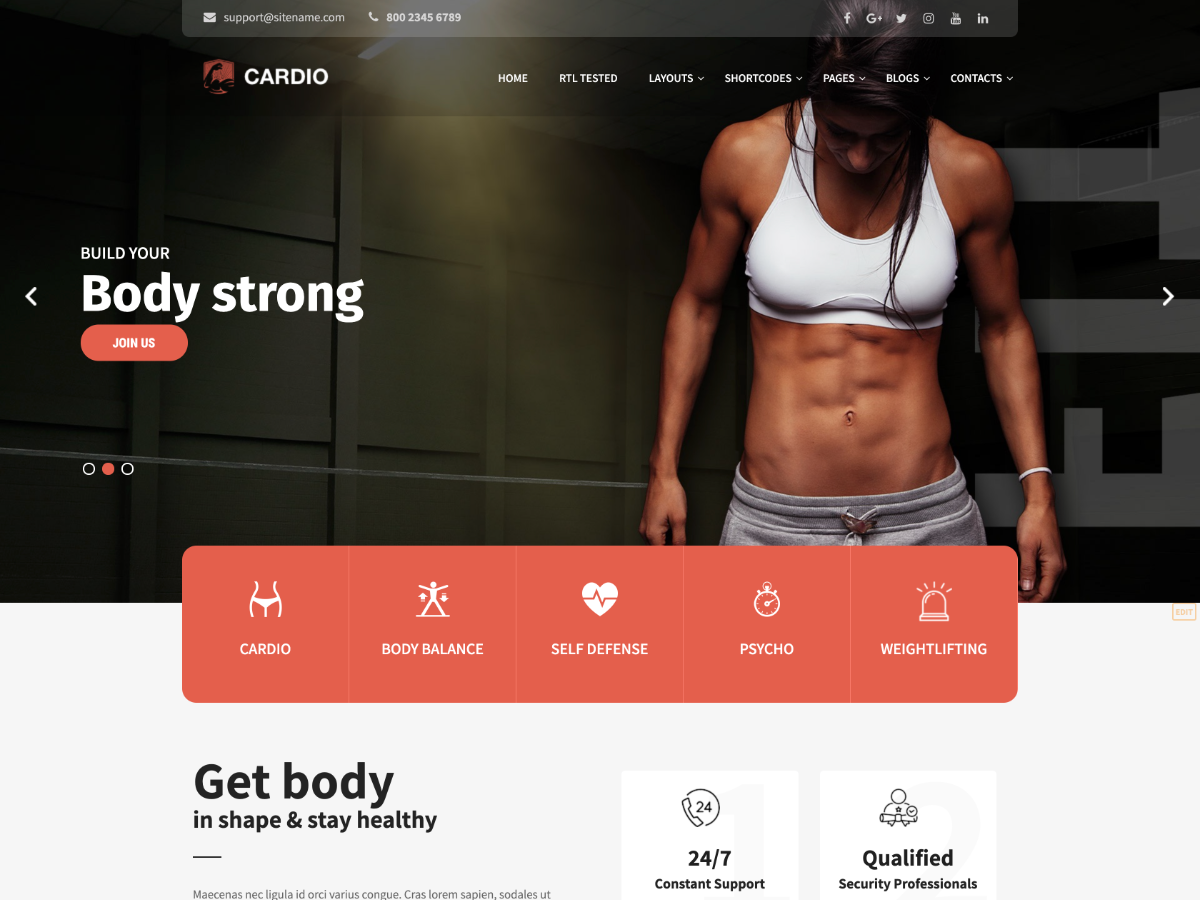 support@sitename.com 800 2345 6789
CARDIO
HOME RTL TESTED LAYOUTS SHORTCODES PAGES BLOGS CONTACTS
BUILD YOUR
Body strong
JOIN US
EDIT
CARDIO BODY BALANCE SELF DEFENSE PSYCHO WEIGHTLIFTING
Get body
in shape & stay healthy
Maecenas nec ligula id orci varius congue. Cras lorem sapien, sodales ut
24
1
24/7
Constant Support
2
Qualified
Security Professionals